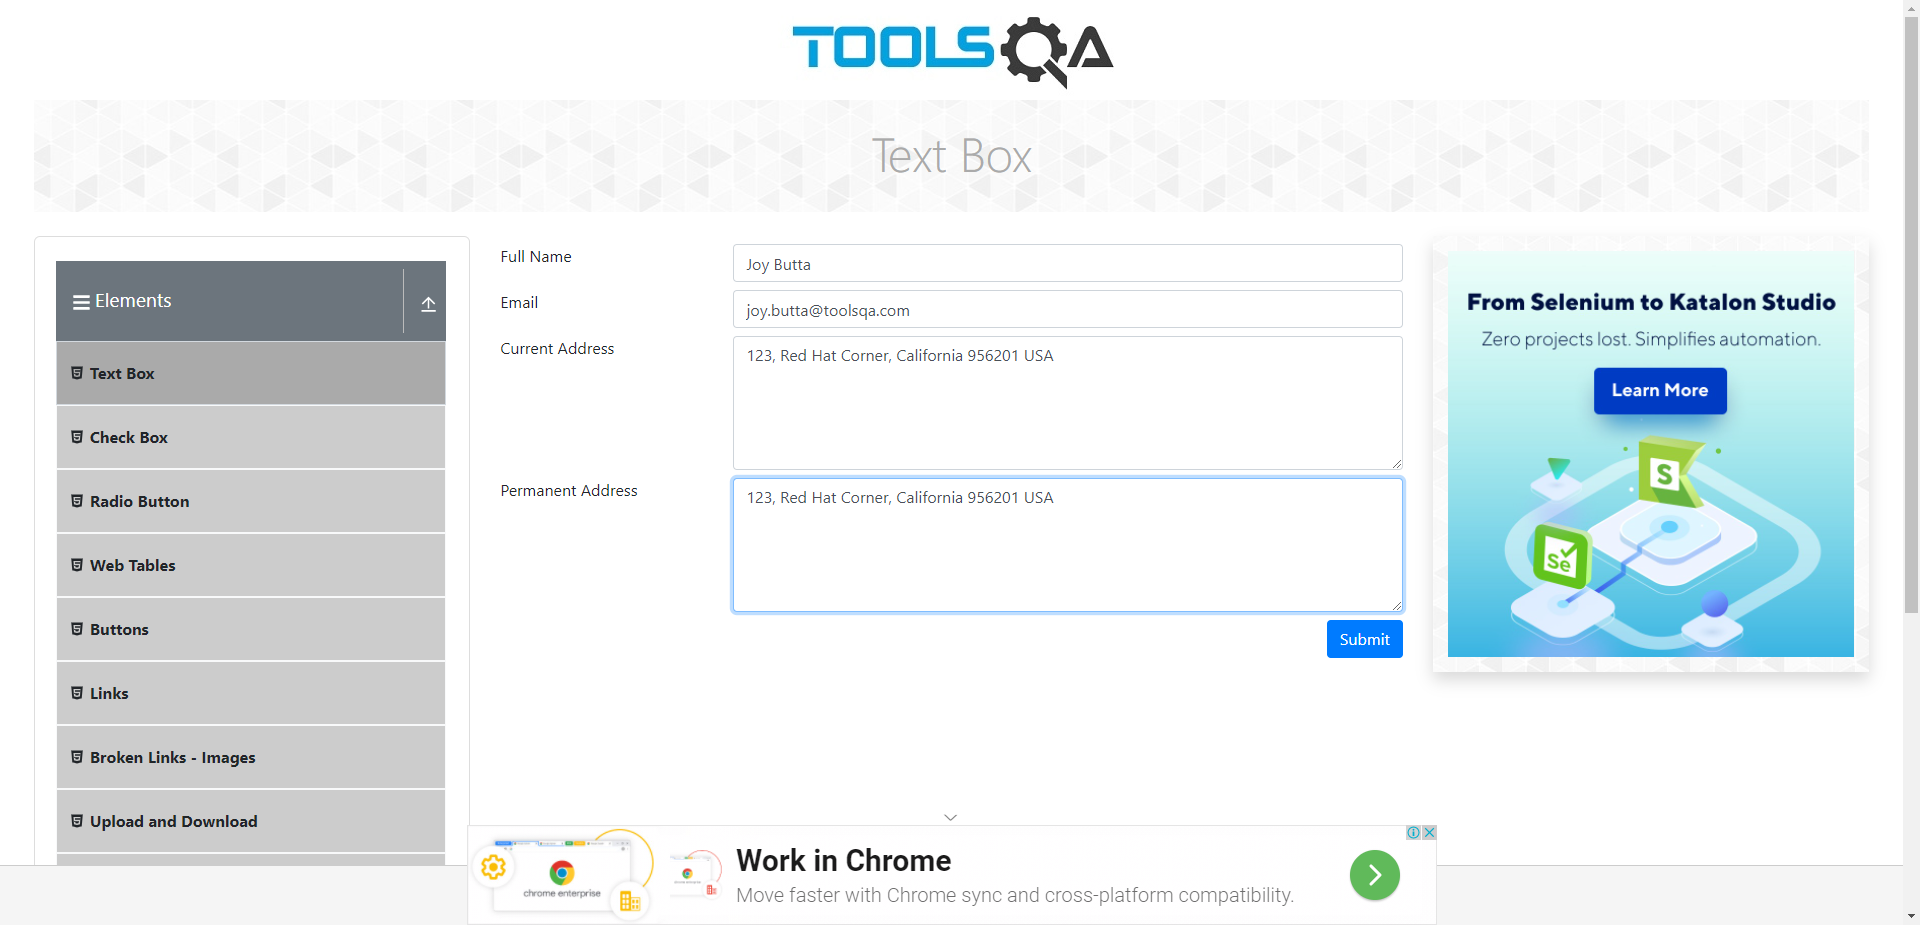 TOOLSQA
Text Box
Elements
Text Box
Check Box
Radio Button
Web Tables
Buttons
Links
Broken Links - Images
Upload and Download
Full Name
Joy Butta
Email
joy.butta@toolsqa.com
Current Address
123, Red Hat Corner, California 956201 USA
Permanent Address
123, Red Hat Corner, California 956201 USA
Submit
From Selenium to Katalon Studio
Zero projects lost. Simplifies automation.
Learn More
S
Se
chrome enterprise
Work in Chrome
Move faster with Chrome sync and cross-platform compatibility.